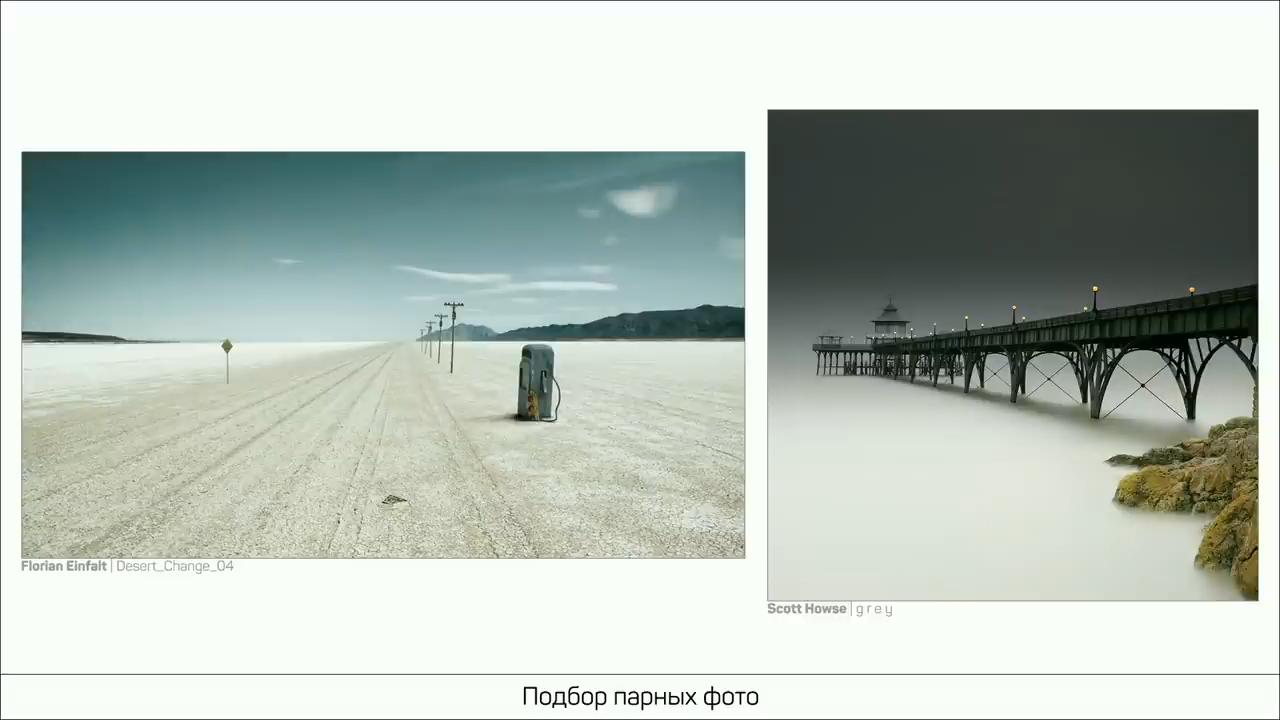 Florian Einfalt | Desert_Change_04
Scott Howse | g r e y
Подбор парных фото